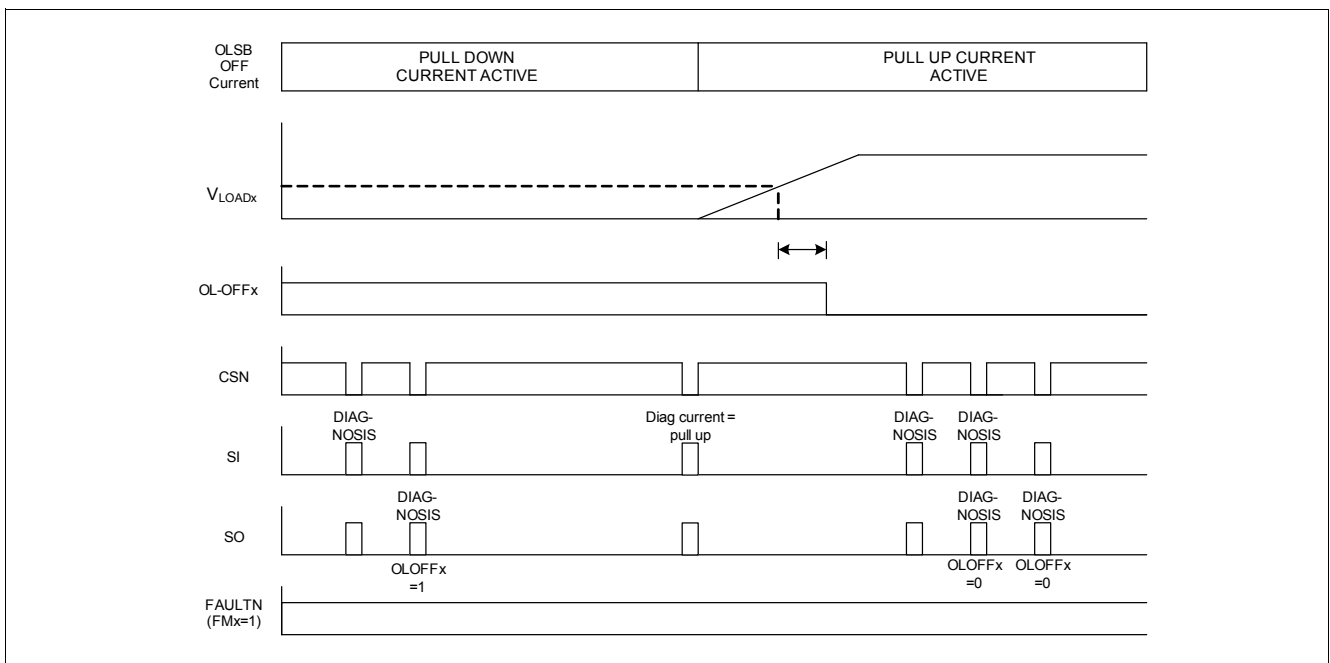 OLSB
OFF
Current
PULL DOWN
CURRENT ACTIVE
PULL UP CURRENT
ACTIVE
VLOADx
OL-OFFx
CSN
DIAG-
NOSIS
Diag current =
pull up
DIAG-
NOSIS
DIAG-
NOSIS
SI
DIAG-
NOSIS
DIAG-
NOSIS
DIAG-
NOSIS
SO
OLOFFx
=1
OLOFFx
=0
OLOFFx
=0
FAULTN
(FMx=1)